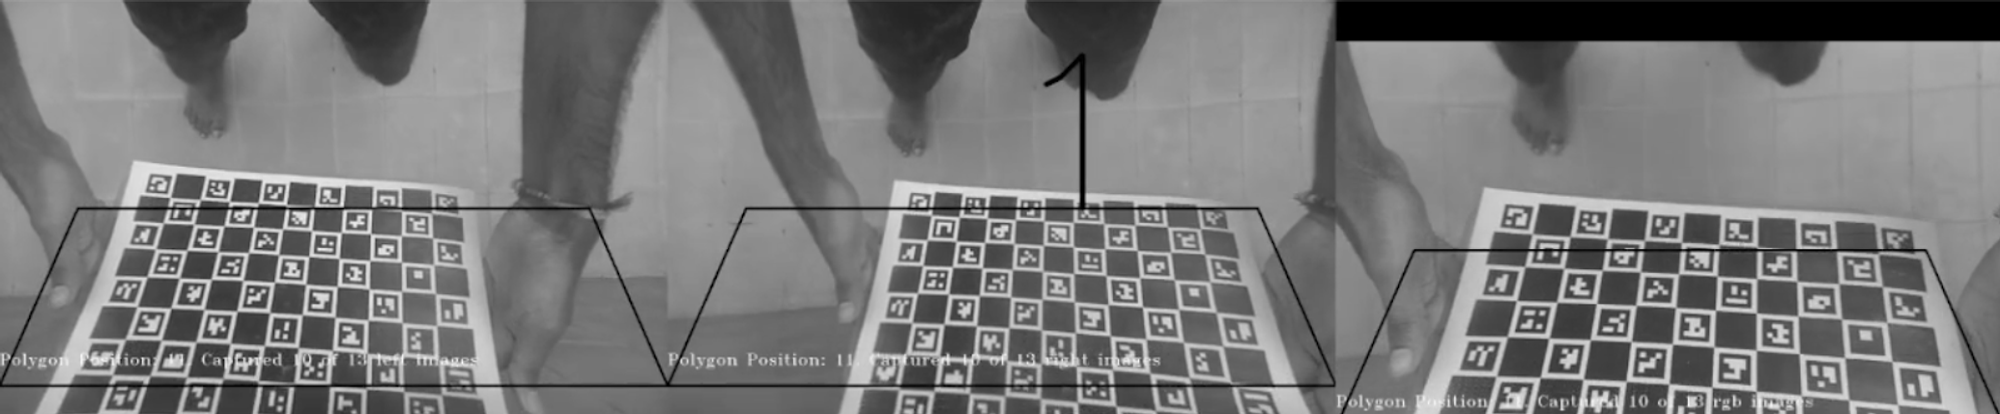 1
Polygon Position: 11. Captured 10 of 13 left images
Polygon Position: 11. Captured 10 of 13 right images
Polygon Position: 11. Captured 10 of 13 rgb images